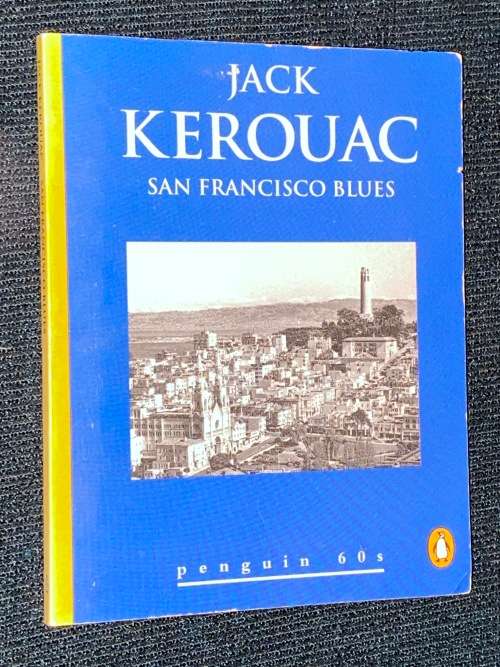 JACK
KEROUAC
SAN FRANCISCO BLUES
penguin 60s